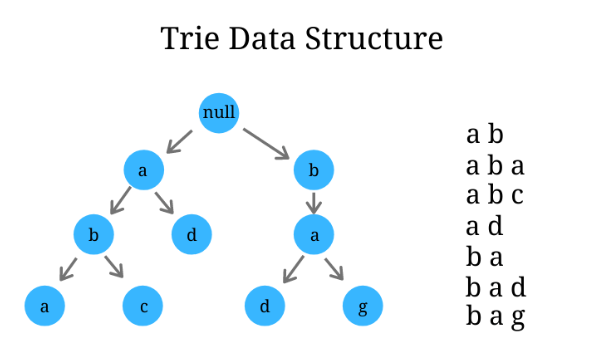 Trie Data Structure
null
a b
a b
a b a
a b c
b d a
a d
b a
b a d
a c d g
b a g